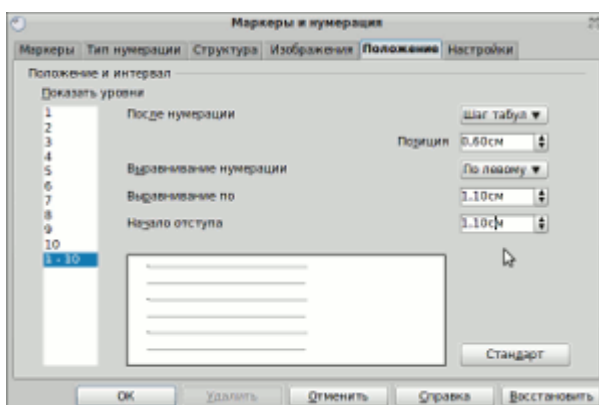 Маркеры и нумерация
Маркеры Тип нумерации Структура Изображения Положение Настройки
Положение и интервал
Показать уровни
1
2
3
4
5
6
7
8
9
10
1 - 10
После нумерации Шаг табул
Позиция 0.60см
Выравнивание нумерации По левому
Выравнивание по 1.10см
Начало отступа 1.10см
Стандарт
ОК Удалить Отменить Справка Восстановить